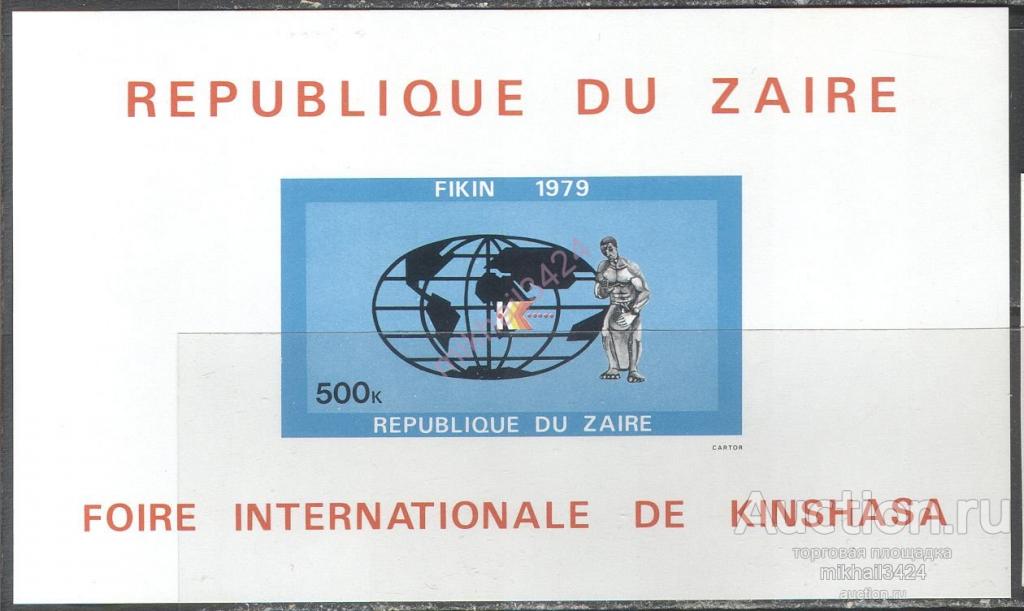 REPUBLIQUE DU ZAIRE
FIKIN 1979
mikhail3424
K
500K
REPUBLIQUE DU ZAIRE
CARTOR
FOIRE INTERNATIONALE DE KINSHASA
Auction.ru
торговая площадка
mikhail3424
auction.ru